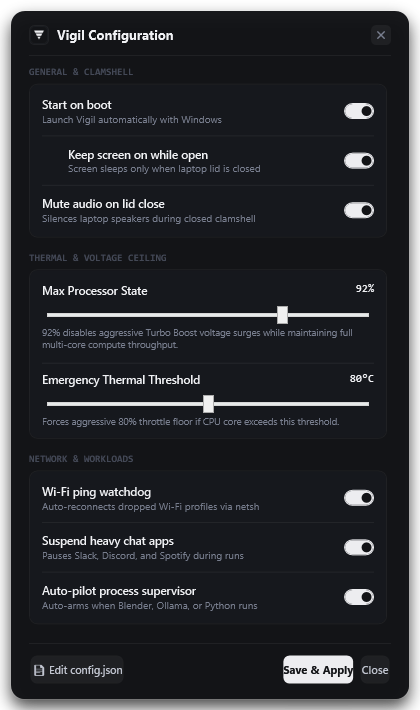 Vigil Configuration
GENERAL & CLAMSHELL
Start on boot
Launch Vigil automatically with Windows
Keep screen on while open
Screen sleeps only when laptop lid is closed
Mute audio on lid close
Silences laptop speakers during closed clamshell
THERMAL & VOLTAGE CEILING
Max Processor State 92%
92% disables aggressive Turbo Boost voltage surges while maintaining full
multi-core compute throughput.
Emergency Thermal Threshold 80°C
Forces aggressive 80% throttle floor if CPU core exceeds this threshold.
NETWORK & WORKLOADS
Wi-Fi ping watchdog
Auto-reconnects dropped Wi-Fi profiles via netsh
Suspend heavy chat apps
Pauses Slack, Discord, and Spotify during runs
Auto-pilot process supervisor
Auto-arms when Blender, Ollama, or Python runs
Edit config.json Save & Apply Close